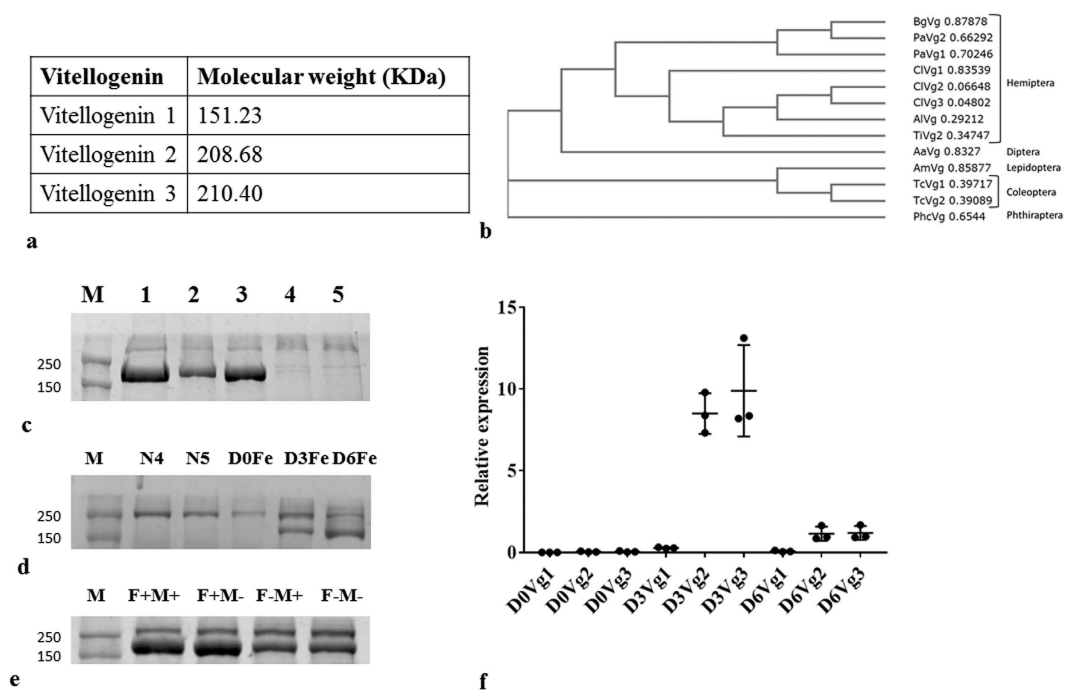 Vitellogenin Molecular weight (KDa)
Vitellogenin 1 151.23
Vitellogenin 2 208.68
Vitellogenin 3 210.40
a
BgVg 0.87878
PaVg2 0.66292
PaVg1 0.70246
ClVg1 0.83539
ClVg2 0.06648
ClVg3 0.04802
AlVg 0.29212
TiVg2 0.34747
Hemiptera
AaVg 0.8327 Diptera
AmVg 0.85877 Lepidoptera
TcVg1 0.39717
TcVg2 0.39089
Coleoptera
PhcVg 0.6544 Phthiraptera
b
M 1 2 3 4 5
250
150
c
M N4 N5 D0Fe D3Fe D6Fe
250
150
d
M F+M+ F+M- F-M+ F-M-
250
150
e
Relative expression
15
10
5
0
D0Vg1 D0Vg2 D0Vg3 D3Vg1 D3Vg2 D3Vg3 D6Vg1 D6Vg2 D6Vg3
f